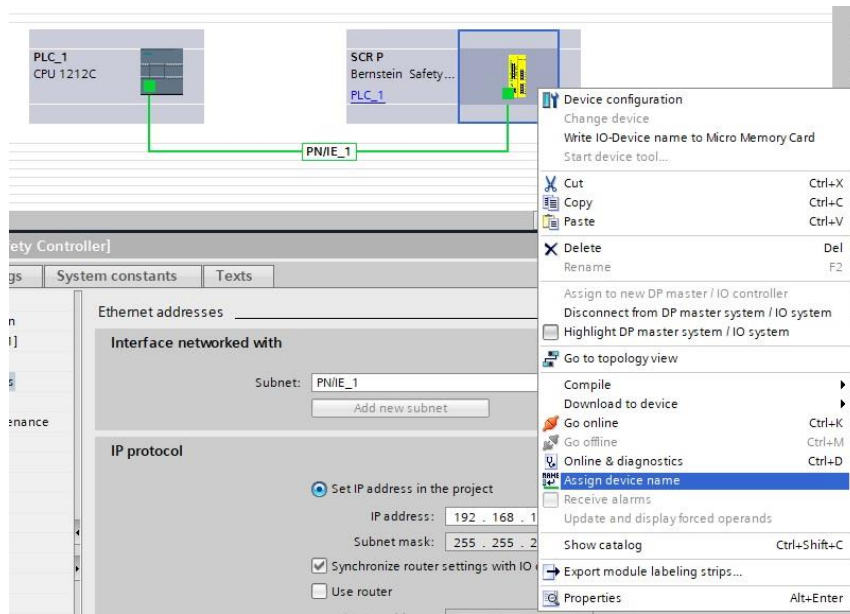 PLC_1
CPU 1212C
SCR P
Bernstein Safety...
PLC_1
PN/IE_1
Device configuration
Change device
Write IO-Device name to Micro Memory Card
Start device tool...
Cut Ctrl+X
Copy Ctrl+C
Paste Ctrl+V
Delete Del
Rename F2
Assign to new DP master / IO controller
Disconnect from DP master system / IO system
Highlight DP master system / IO system
Go to topology view
Compile
Download to device
Go online Ctrl+K
Go offline Ctrl+M
Online & diagnostics Ctrl+D
Assign device name
Receive alarms
Update and display forced operands
Show catalog Ctrl+Shift+C
Export module labeling strips...
Properties Alt+Enter
ety Controller]
gs System constants Texts
n
1]
s
enance
Ethernet addresses
Interface networked with
Subnet: PN/IE_1
Add new subnet
IP protocol
Set IP address in the project
IP address: 192 . 168 . 1
Subnet mask: 255 . 255 . 2
Synchronize router settings with IO
Use router